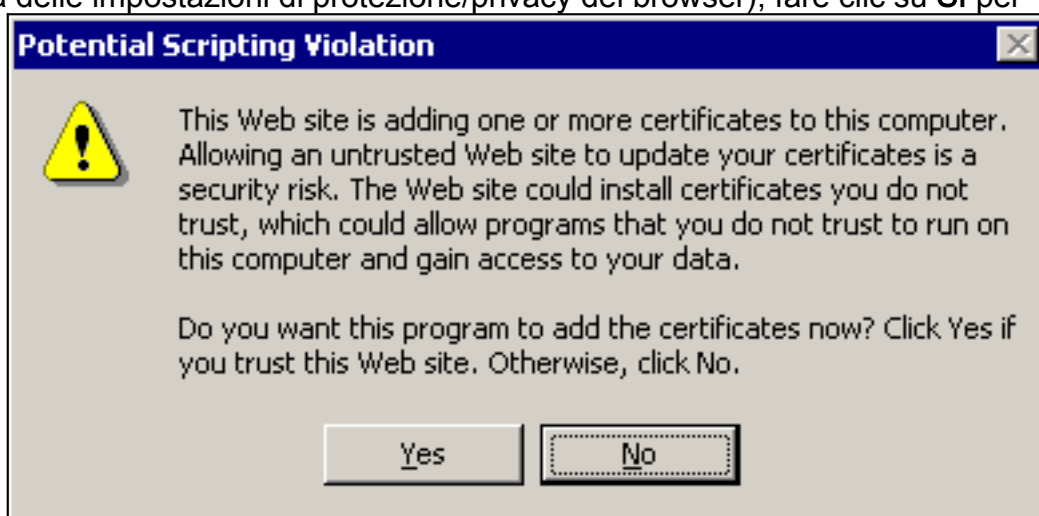 delle impostazioni di protezione/privacy del browser), fare clic su Sì per
Potential Scripting Violation
This Web site is adding one or more certificates to this computer.
Allowing an untrusted Web site to update your certificates is a
security risk. The Web site could install certificates you do not
trust, which could allow programs that you do not trust to run on
this computer and gain access to your data.
Do you want this program to add the certificates now? Click Yes if
you trust this Web site. Otherwise, click No.
Yes
No